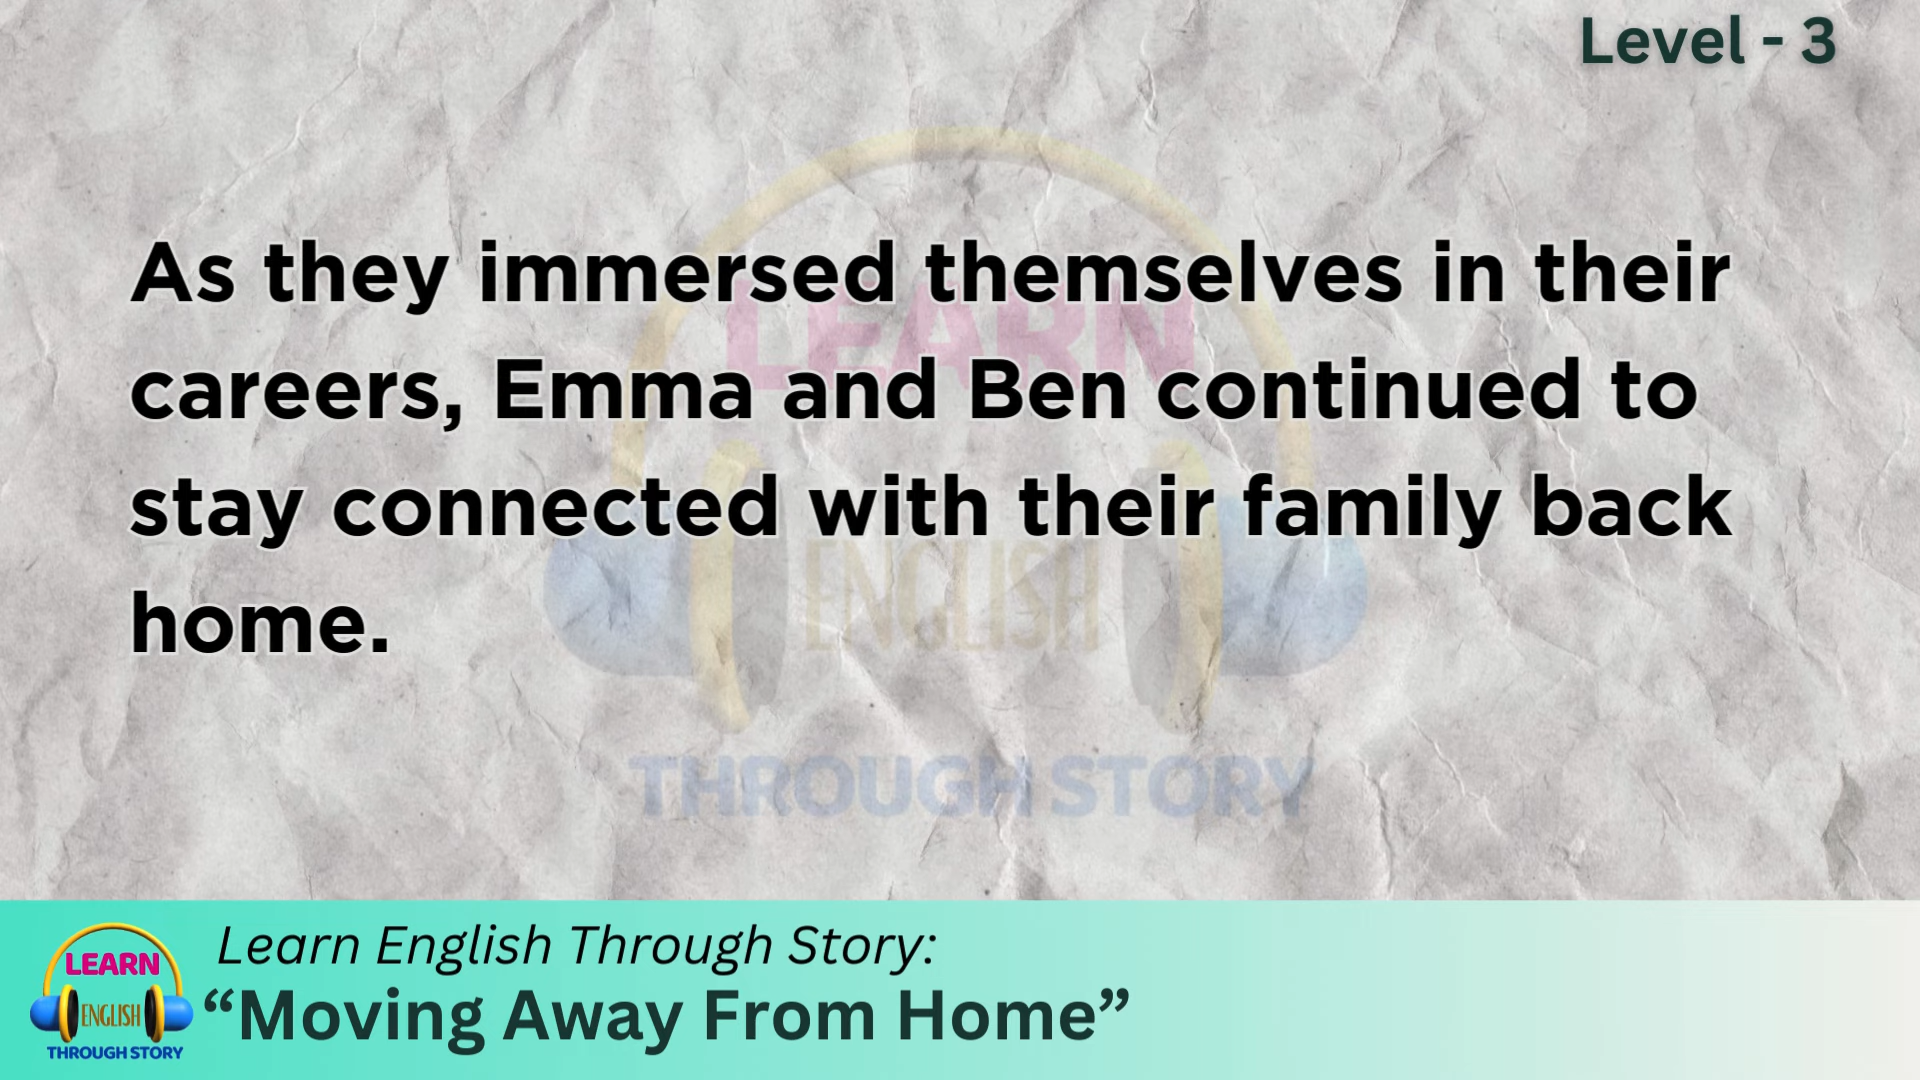 Level - 3
As they immersed themselves in their
careers, Emma and Ben continued to
stay connected with their family back
home.
LEARN
ENGLISH
THROUGH STORY
Learn English Through Story:
“Moving Away From Home”
LEARN
ENGLISH
THROUGH STORY